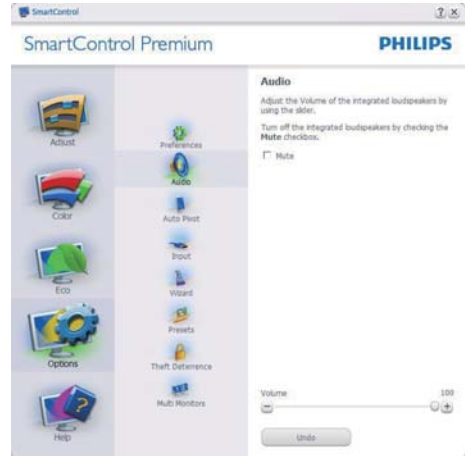 SmartControl
SmartControl Premium
PHILIPS
Adjust
Color
Eco
Options
Help
Preferences
Audio
Auto Pivot
Input
Wizard
Presets
Theft Deterrence
Multi Monitors
Audio
Adjust the Volume of the integrated loudspeakers by
using the slider.
Turn off the integrated loudspeakers by checking the
Mute checkbox.
Mute
Volume 100
Undo